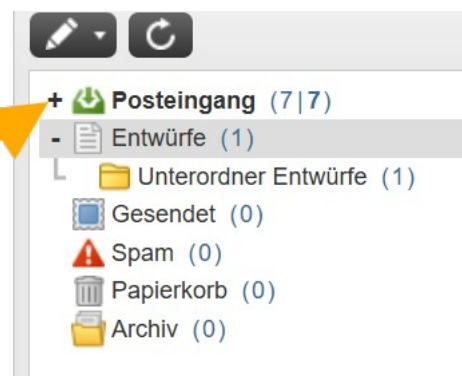 + Posteingang (7|7)
- Entwürfe (1)
Unterordner Entwürfe (1)
Gesendet (0)
Spam (0)
Papierkorb (0)
Archiv (0)